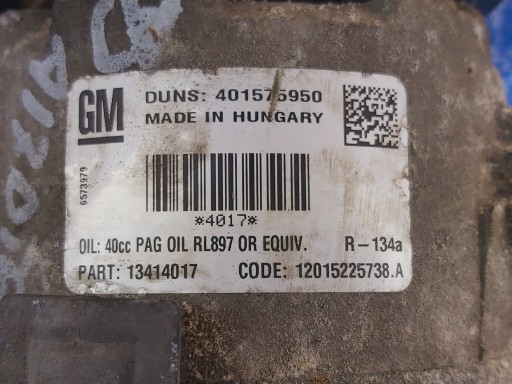 GM
DUNS: 401575950
MADE IN HUNGARY
6573979
*4017*
OIL: 40cc PAG OIL RL897 OR EQUIV. R-134a
PART: 13414017 CODE: 12015225738.A